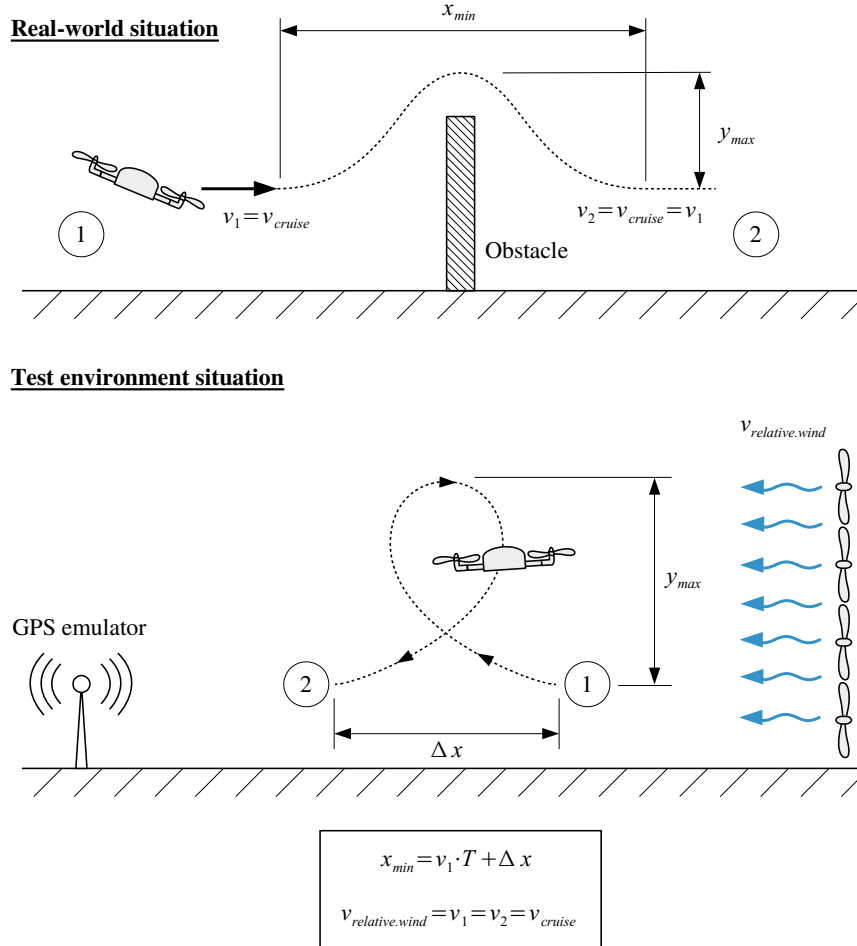 Real-world situation
x_min
y_max
v_1 = v_cruise
v_2 = v_cruise = v_1
1
2
Obstacle
Test environment situation
v_relative.wind
y_max
GPS emulator
2
1
Δ x
x_min = v_1 · T + Δ x
v_relative.wind = v_1 = v_2 = v_cruise